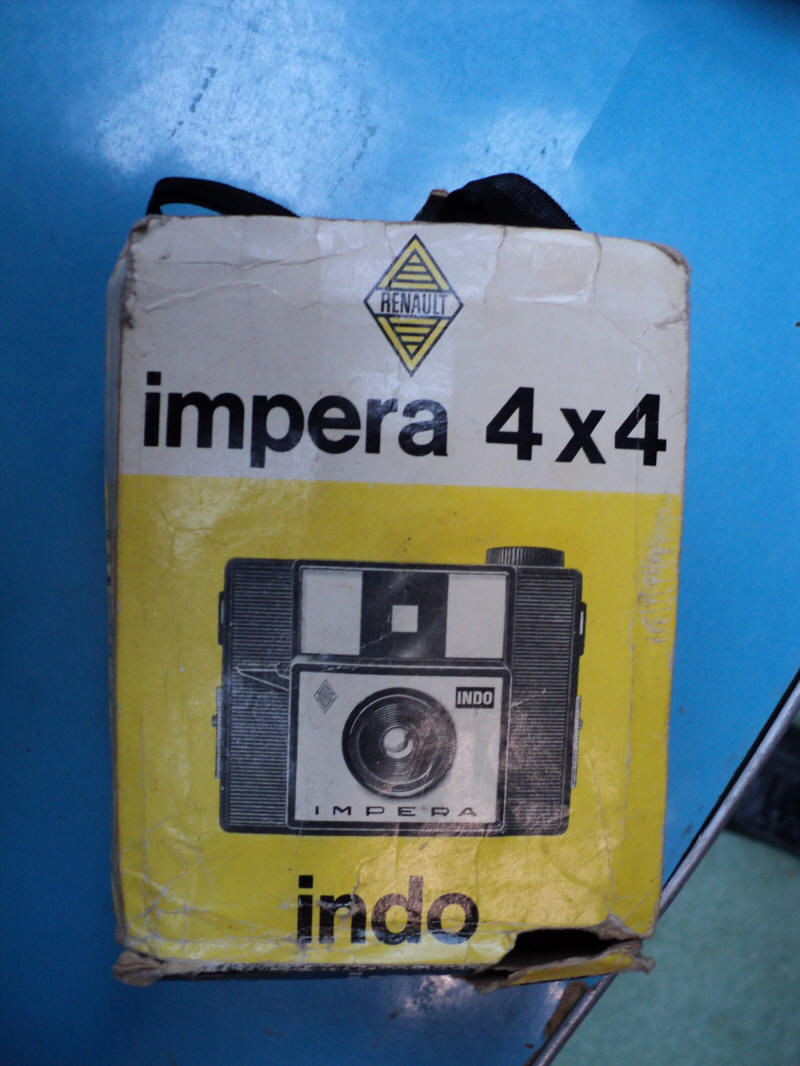 RENAULT
impera 4x4
INDO
IMPERA
indo